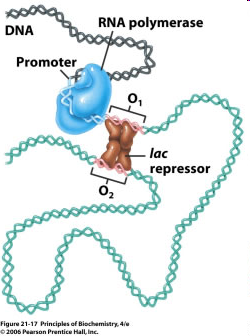 RNA polymerase
DNA
Promoter
O₁
lac
repressor
O₂
Figure 21-17 Principles of Biochemistry, 4/e
© 2006 Pearson Prentice Hall, Inc.